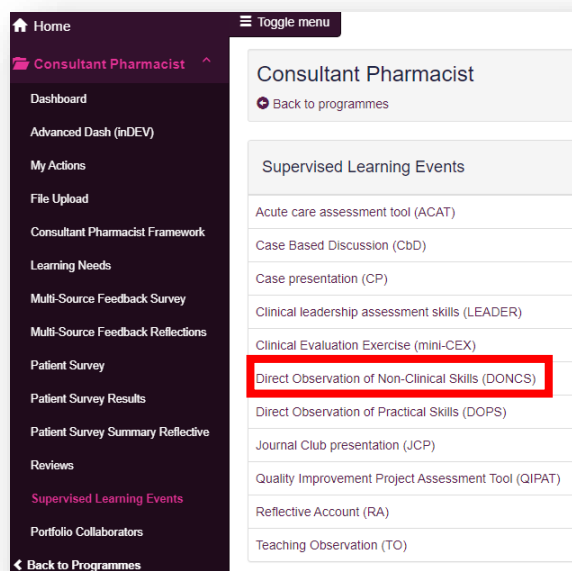 Home
Consultant Pharmacist
Dashboard
Advanced Dash (inDEV)
My Actions
File Upload
Consultant Pharmacist Framework
Learning Needs
Multi-Source Feedback Survey
Multi-Source Feedback Reflections
Patient Survey
Patient Survey Results
Patient Survey Summary Reflective
Reviews
Supervised Learning Events
Portfolio Collaborators
Back to Programmes
Toggle menu
Consultant Pharmacist
Back to programmes
Supervised Learning Events
Acute care assessment tool (ACAT)
Case Based Discussion (CbD)
Case presentation (CP)
Clinical leadership assessment skills (LEADER)
Clinical Evaluation Exercise (mini-CEX)
Direct Observation of Non-Clinical Skills (DONCS)
Direct Observation of Practical Skills (DOPS)
Journal Club presentation (JCP)
Quality Improvement Project Assessment Tool (QIPAT)
Reflective Account (RA)
Teaching Observation (TO)